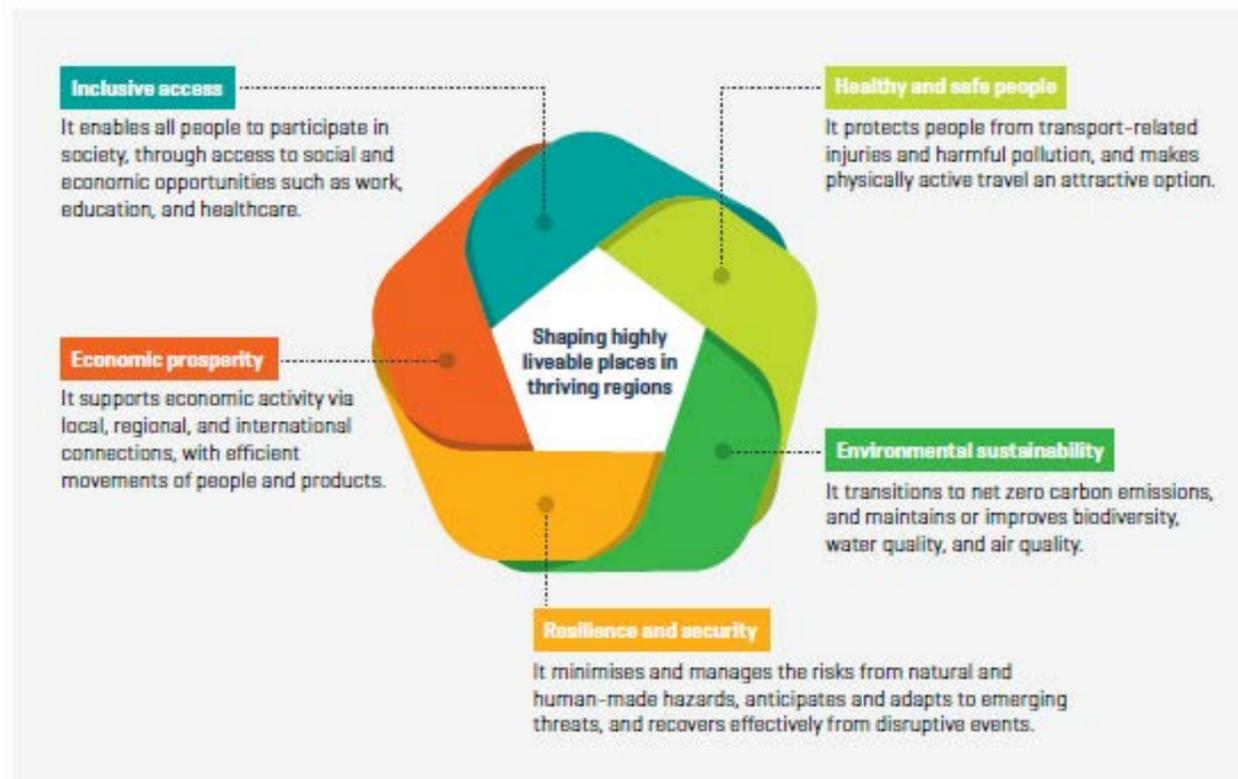 Inclusive access
It enables all people to participate in
society, through access to social and
economic opportunities such as work,
education, and healthcare.
Healthy and safe people
It protects people from transport-related
injuries and harmful pollution, and makes
physically active travel an attractive option.
Shaping highly
liveable places in
thriving regions
Economic prosperity
It supports economic activity via
local, regional, and international
connections, with efficient
movements of people and products.
Environmental sustainability
It transitions to net zero carbon emissions,
and maintains or improves biodiversity,
water quality, and air quality.
Resilience and security
It minimises and manages the risks from natural and
human-made hazards, anticipates and adapts to emerging
threats, and recovers effectively from disruptive events.